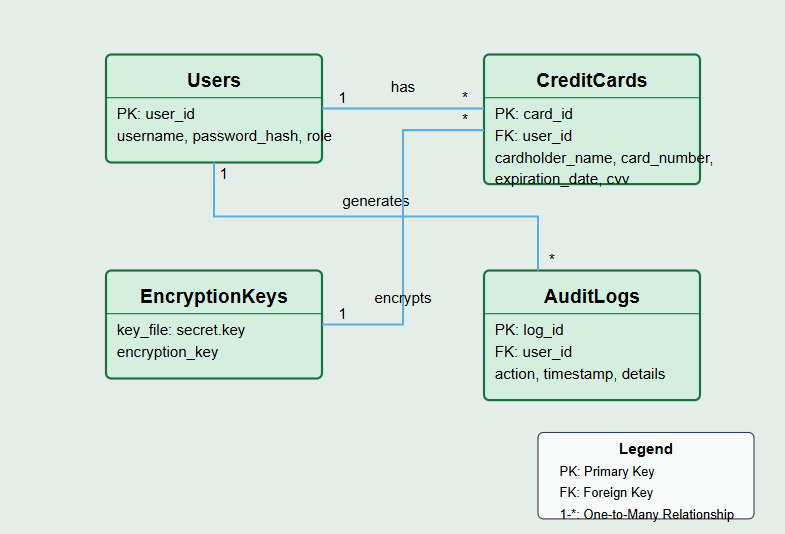 Users
PK: user_id
username, password_hash, role
1
has
*
*
CreditCards
PK: card_id
FK: user_id
cardholder_name, card_number,
expiration_date, cvv
1
generates
*
EncryptionKeys
key_file: secret.key
encryption_key
1
encrypts
AuditLogs
PK: log_id
FK: user_id
action, timestamp, details
Legend
PK: Primary Key
FK: Foreign Key
1-*: One-to-Many Relationship